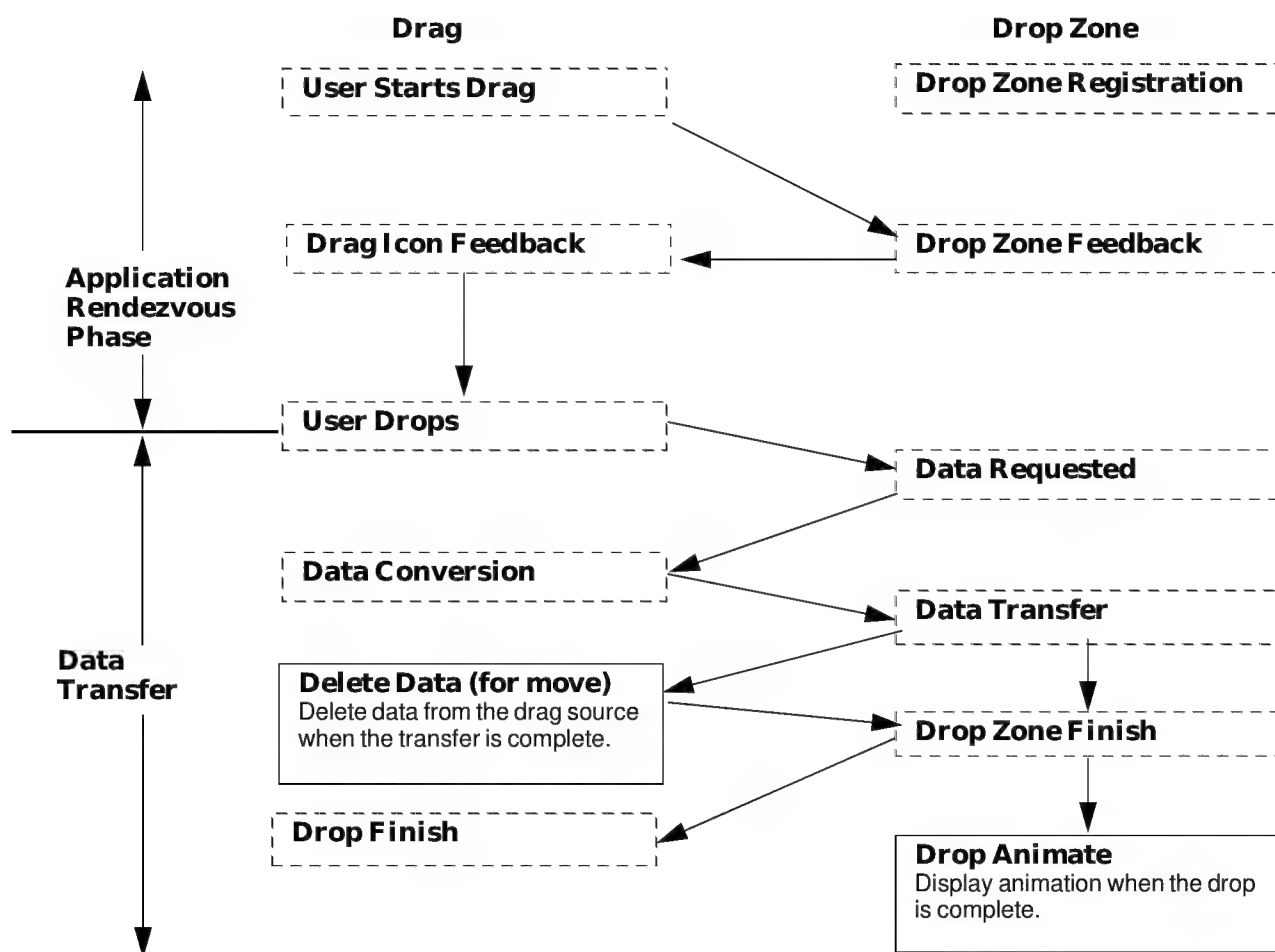 Drag
Drop Zone
User Starts Drag
Drop Zone Registration
Drag Icon Feedback
Drop Zone Feedback
Application
Rendezvous
Phase
User Drops
Data Requested
Data Conversion
Data Transfer
Data
Transfer
Delete Data (for move)
Delete data from the drag source
when the transfer is complete.
Drop Zone Finish
Drop Finish
Drop Animate
Display animation when the drop
is complete.